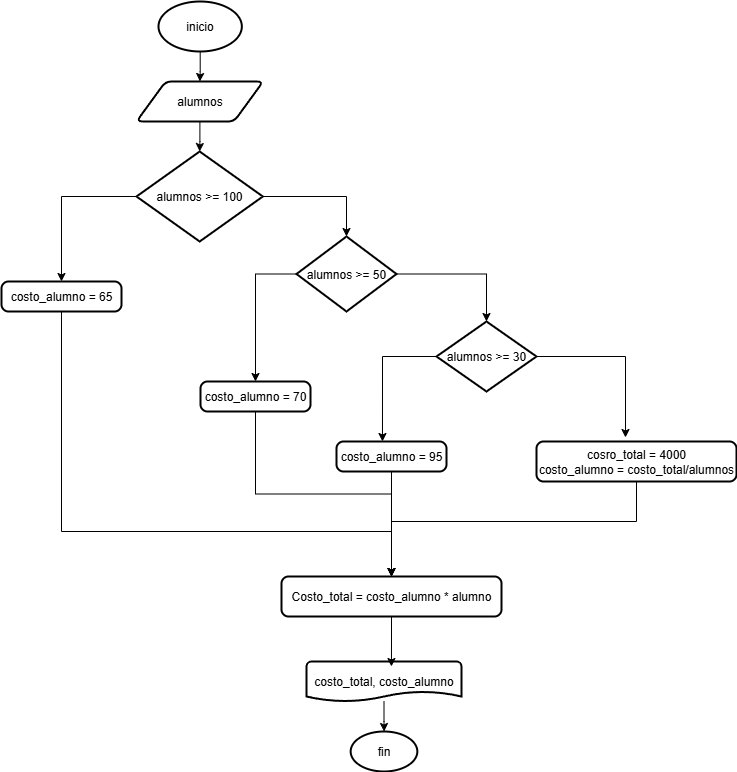 inicio
alumnos
alumnos >= 100
alumnos >= 50
costo_alumno = 65
alumnos >= 30
costo_alumno = 70
costo_alumno = 95
cosro_total = 4000
costo_alumno = costo_total/alumnos
Costo_total = costo_alumno * alumno
costo_total, costo_alumno
fin